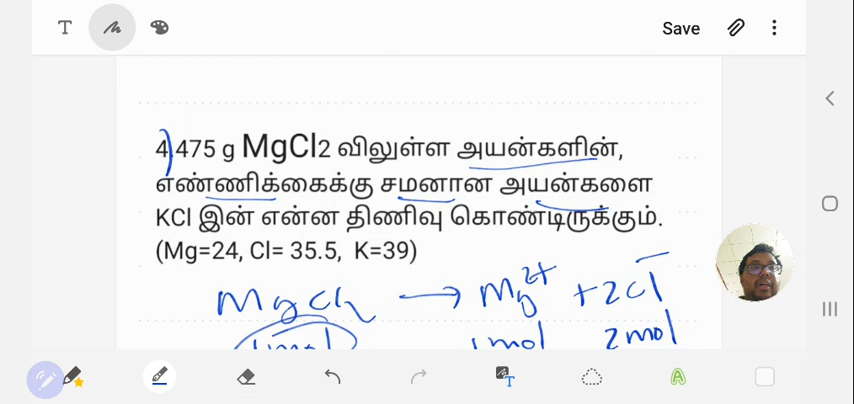 T Save
4)475 g MgCl2 விலுள்ள அயன்களின்,
எண்ணிக்கைக்கு சமனான அயன்களை
KCl இன் என்ன திணிவு கொண்டிருக்கும்.
(Mg=24, Cl= 35.5, K=39)
MgCl2 → Mg2+ + 2Cl-
1mol 1mol 2mol
T A